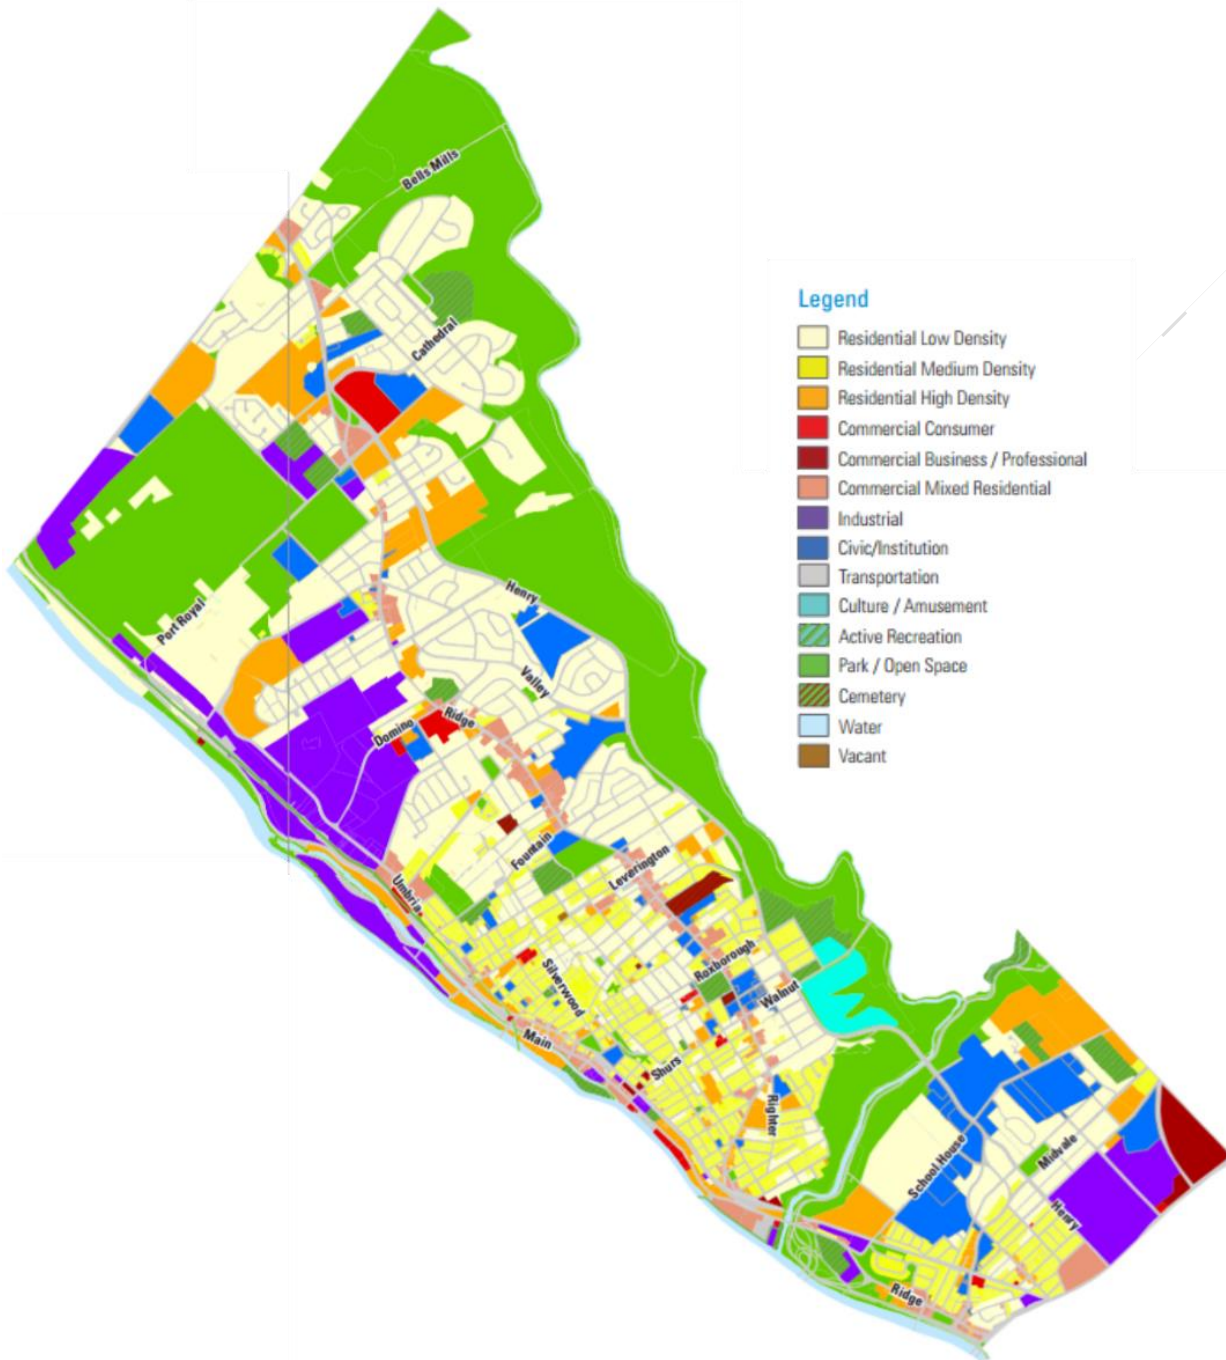 Bells Mills
Cathedral
Legend
Residential Low Density
Residential Medium Density
Residential High Density
Commercial Consumer
Commercial Business / Professional
Commercial Mixed Residential
Industrial
Civic/Institution
Transportation
Culture / Amusement
Active Recreation
Park / Open Space
Cemetery
Water
Vacant
Henry
Port Royal
Valley
Ridge
Domino
Fountain
Leverington
Umbria
Roxborough
Silverwood
Walnut
Main
Shurs
Righter
School House
Midvale
Henry
Ridge